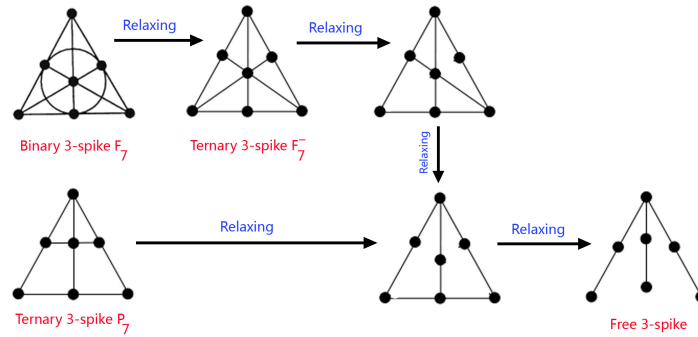 Relaxing
Relaxing
Binary 3-spike F7
Ternary 3-spike F7−
Relaxing
Relaxing
Relaxing
Ternary 3-spike P7
Free 3-spike